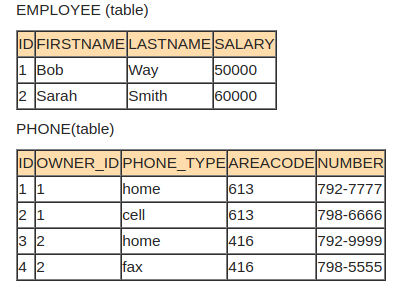 EMPLOYEE (table)
ID FIRSTNAME LASTNAME SALARY
1 Bob Way 50000
2 Sarah Smith 60000
PHONE(table)
ID OWNER_ID PHONE_TYPE AREACODE NUMBER
1 1 home 613 792-7777
2 1 cell 613 798-6666
3 2 home 416 792-9999
4 2 fax 416 798-5555